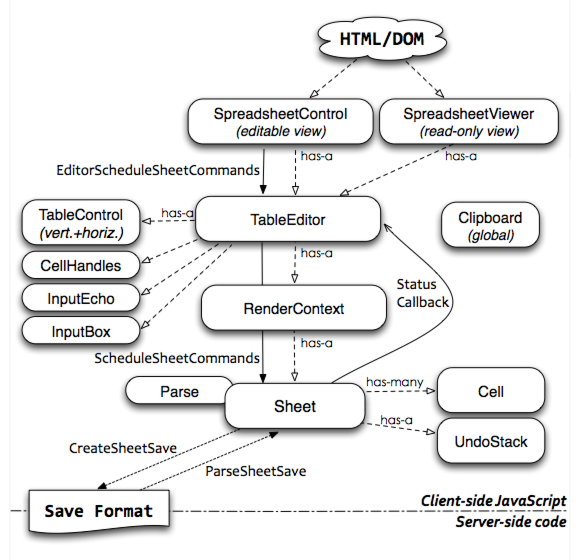 HTML/DOM
SpreadsheetControl
(editable view)
SpreadsheetViewer
(read-only view)
has-a
has-a
EditorScheduleSheetCommands
TableControl
(vert.+horiz.)
has-a
TableEditor
Clipboard
(global)
CellHandles
has-a
InputEcho
RenderContext
Status
Callback
InputBox
has-a
ScheduleSheetCommands
Parse
Sheet
has-many
Cell
has-a
UndoStack
CreateSheetSave
ParseSheetSave
Save Format
Client-side JavaScript
Server-side code